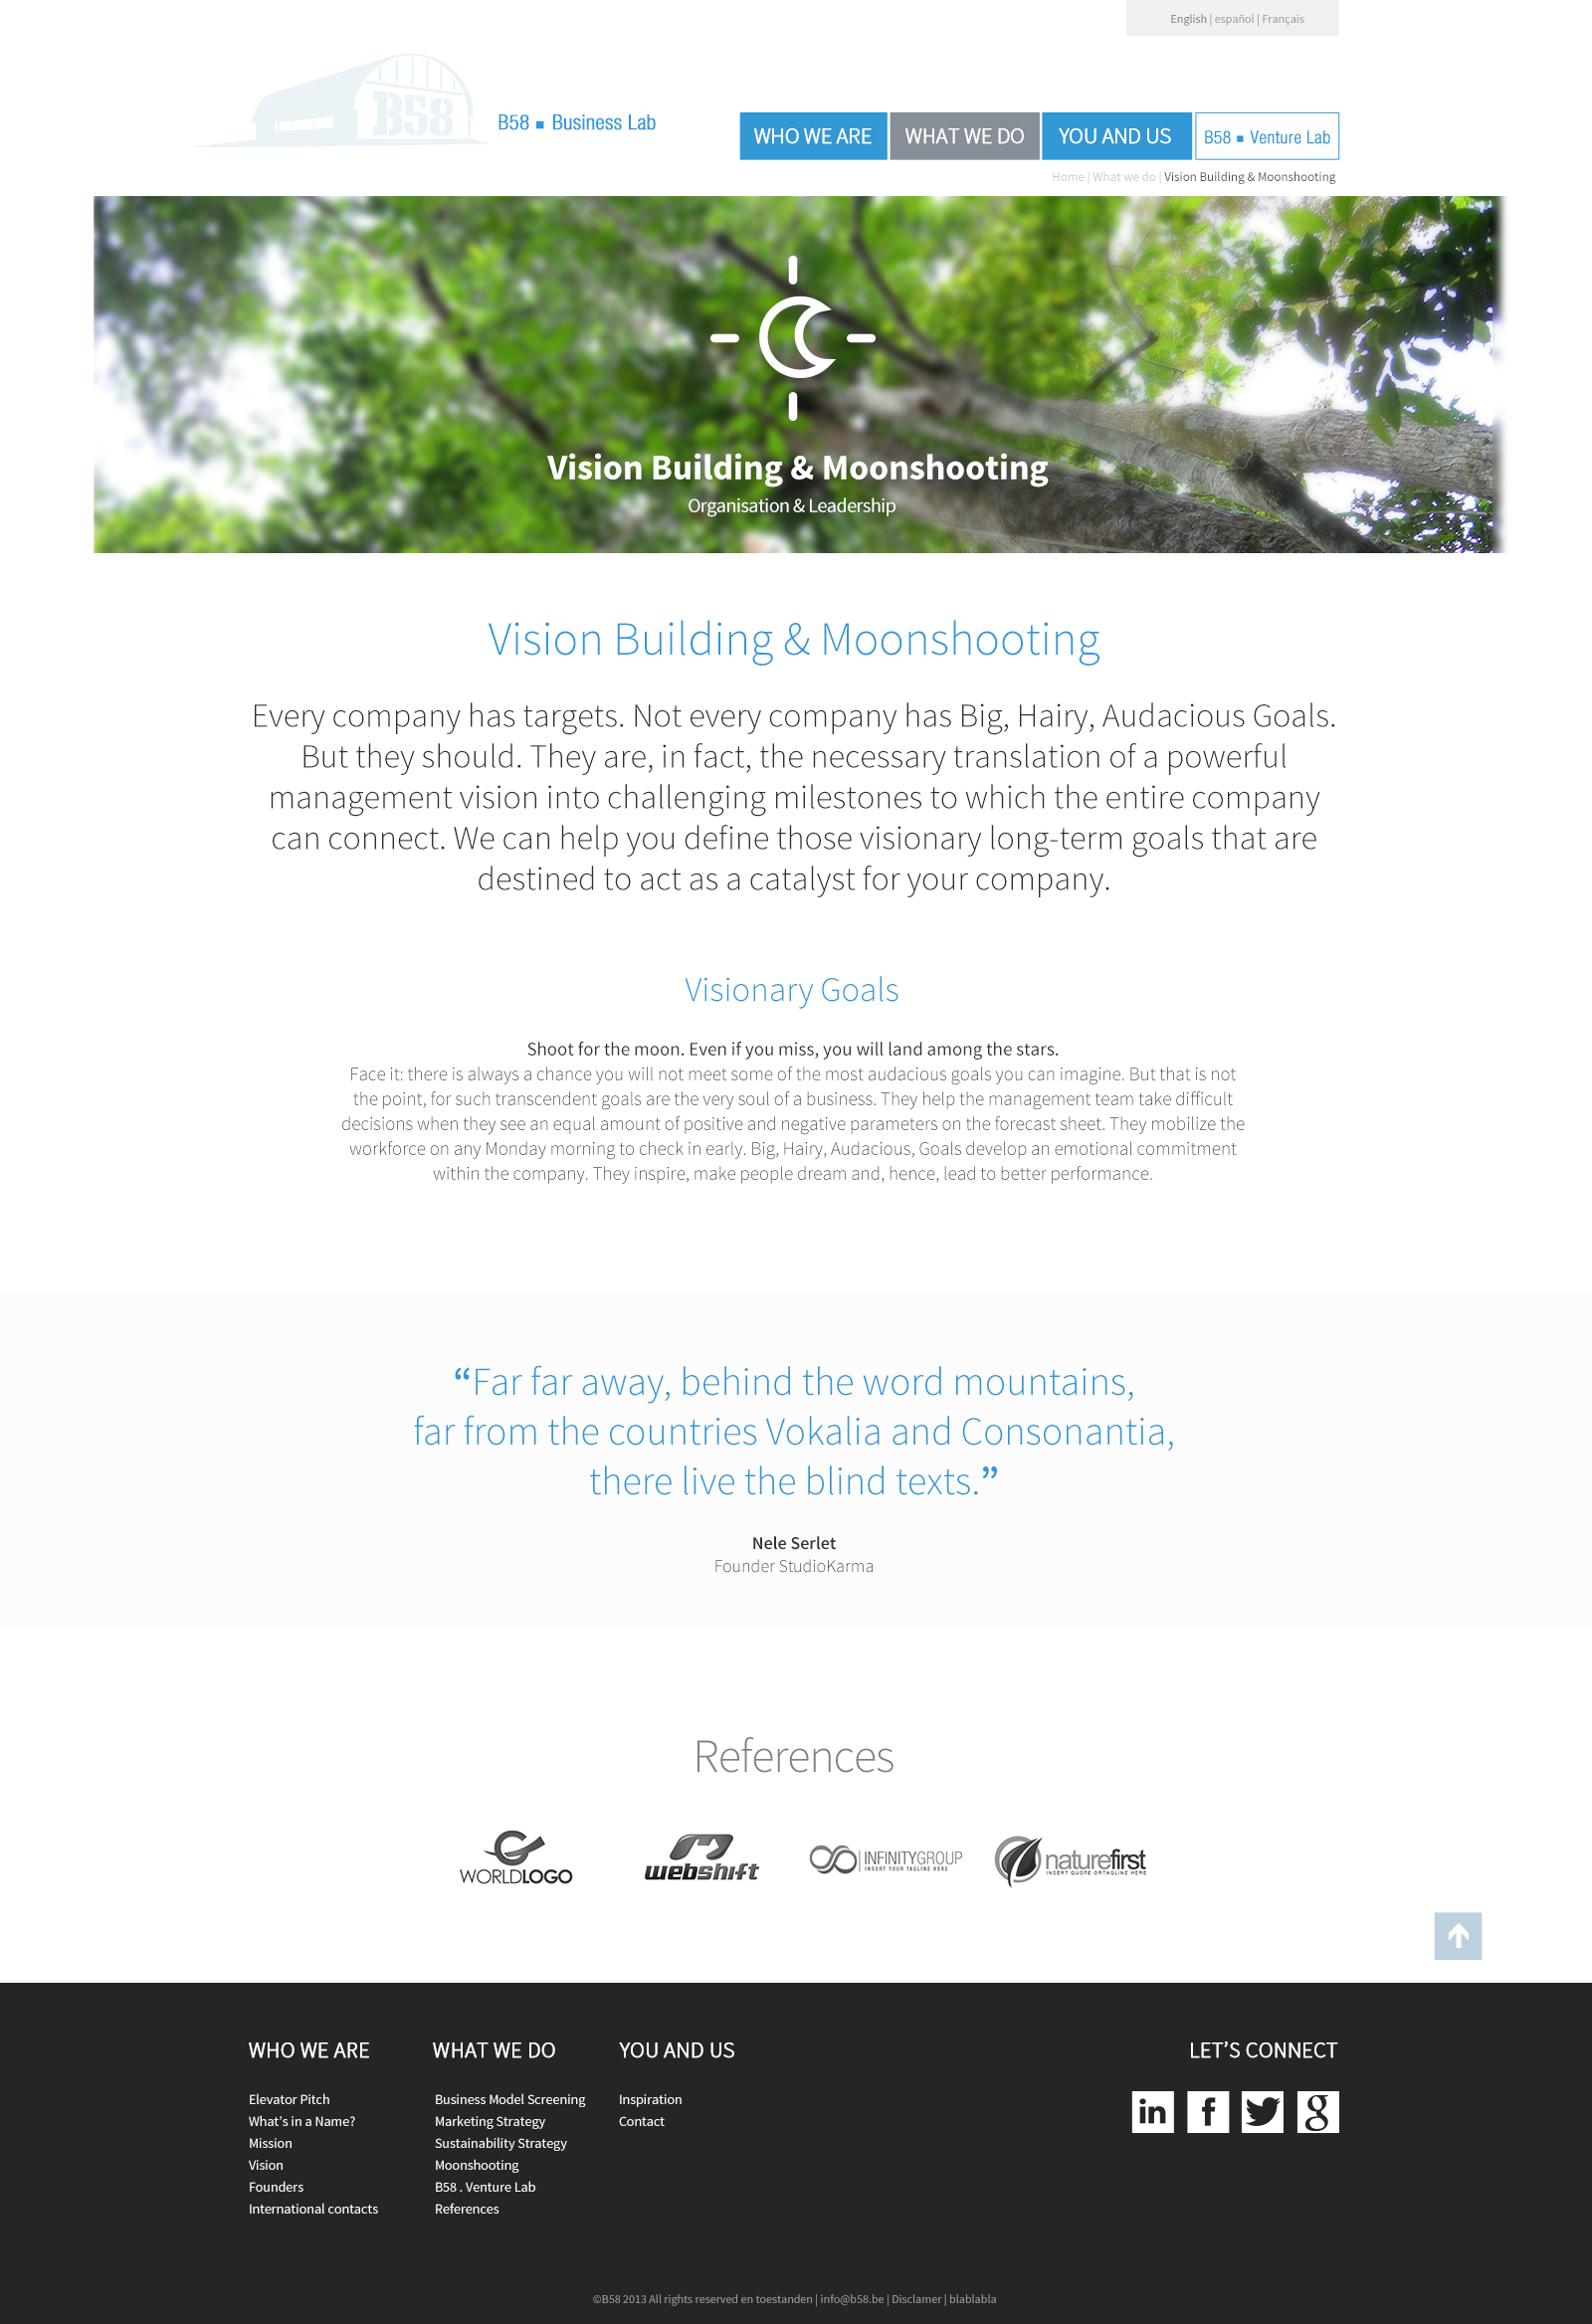 English | español | Français
B58
B58 ■ Business Lab
WHO WE ARE
WHAT WE DO
YOU AND US
B58 ■ Venture Lab
Home | What we do | Vision Building & Moonshooting
Vision Building & Moonshooting
Organisation & Leadership
Vision Building & Moonshooting
Every company has targets. Not every company has Big, Hairy, Audacious Goals.
But they should. They are, in fact, the necessary translation of a powerful
management vision into challenging milestones to which the entire company
can connect. We can help you define those visionary long-term goals that are
destined to act as a catalyst for your company.
Visionary Goals
Shoot for the moon. Even if you miss, you will land among the stars.
Face it: there is always a chance you will not meet some of the most audacious goals you can imagine. But that is not
the point, for such transcendent goals are the very soul of a business. They help the management team take difficult
decisions when they see an equal amount of positive and negative parameters on the forecast sheet. They mobilize the
workforce on any Monday morning to check in early. Big, Hairy, Audacious, Goals develop an emotional commitment
within the company. They inspire, make people dream and, hence, lead to better performance.
“Far far away, behind the word mountains,
far from the countries Vokalia and Consonantia,
there live the blind texts.”
Nele Serlet
Founder StudioKarma
References
WORLDLOGO
webshift
INFINITYGROUP
INSERT YOUR TAGLINE HERE
naturefirst
INSERT QUOTE ORTAGLINE HERE
WHO WE ARE
Elevator Pitch
What's in a Name?
Mission
Vision
Founders
International contacts
WHAT WE DO
Business Model Screening
Marketing Strategy
Sustainability Strategy
Moonshooting
B58 . Venture Lab
References
YOU AND US
Inspiration
Contact
LET'S CONNECT
in
f
g
©B58 2013 All rights reserved en toestanden | info@b58.be | Disclamer | blablabla